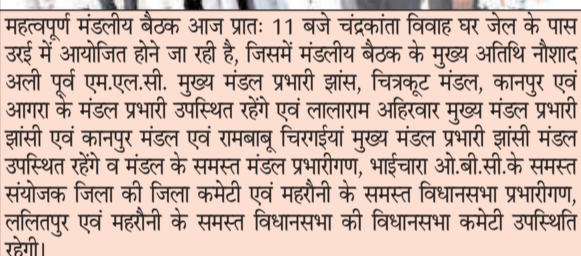 महत्वपूर्ण मंडलीय बैठक आज प्रातः 11 बजे चंद्रकांता विवाह घर जेल के पास
उरई में आयोजित होने जा रही है, जिसमें मंडलीय बैठक के मुख्य अतिथि नौशाद
अली पूर्व एम.एल.सी. मुख्य मंडल प्रभारी झांस, चित्रकूट मंडल, कानपुर एवं
आगरा के मंडल प्रभारी उपस्थित रहेंगे एवं लालाराम अहिरवार मुख्य मंडल प्रभारी
झांसी एवं कानपुर मंडल एवं रामबाबू चिरगईयां मुख्य मंडल प्रभारी झांसी मंडल
उपस्थित रहेंगे व मंडल के समस्त मंडल प्रभारीगण, भाईचारा ओ.बी.सी.के समस्त
संयोजक जिला की जिला कमेटी एवं महरौनी के समस्त विधानसभा प्रभारीगण,
ललितपुर एवं महरौनी के समस्त विधानसभा की विधानसभा कमेटी उपस्थिति
रहेगी।